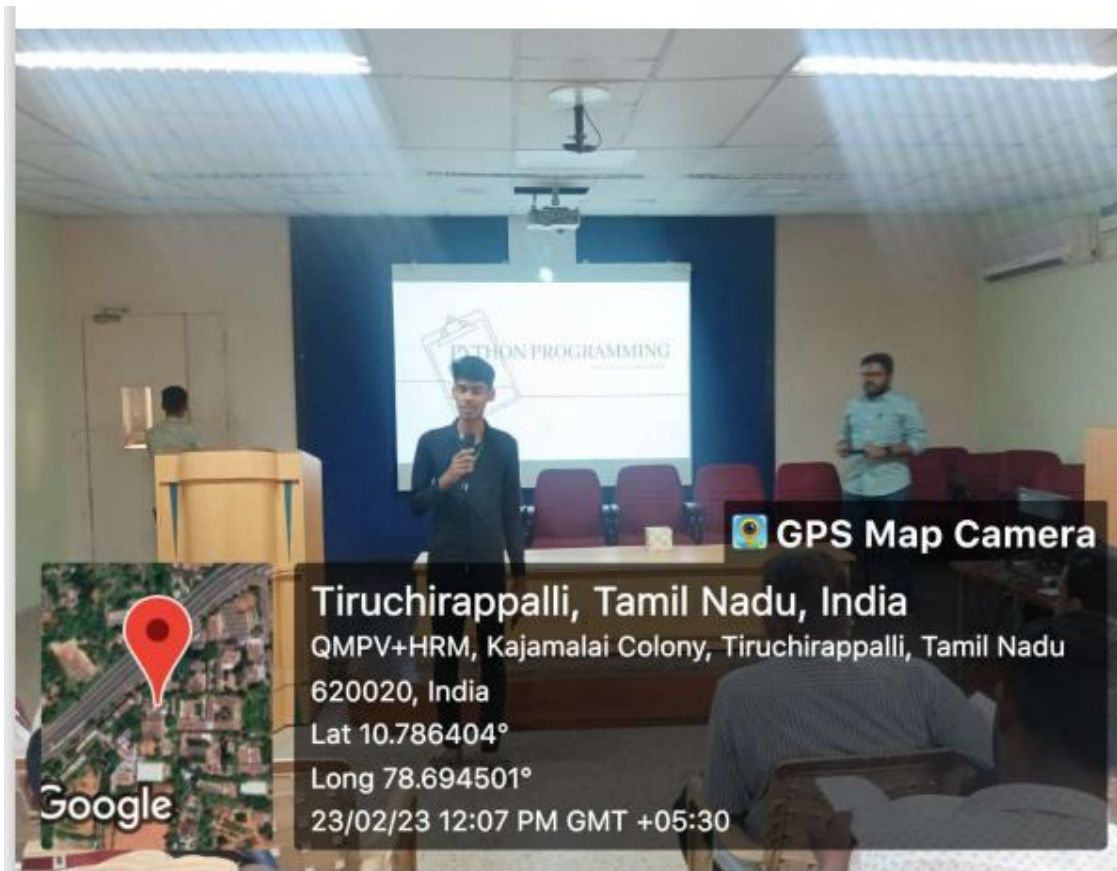 PYTHON PROGRAMMING
GPS Map Camera
Tiruchirappalli, Tamil Nadu, India
QMPV+HRM, Kajamalai Colony, Tiruchirappalli, Tamil Nadu
620020, India
Lat 10.786404°
Long 78.694501°
23/02/23 12:07 PM GMT +05:30
Google